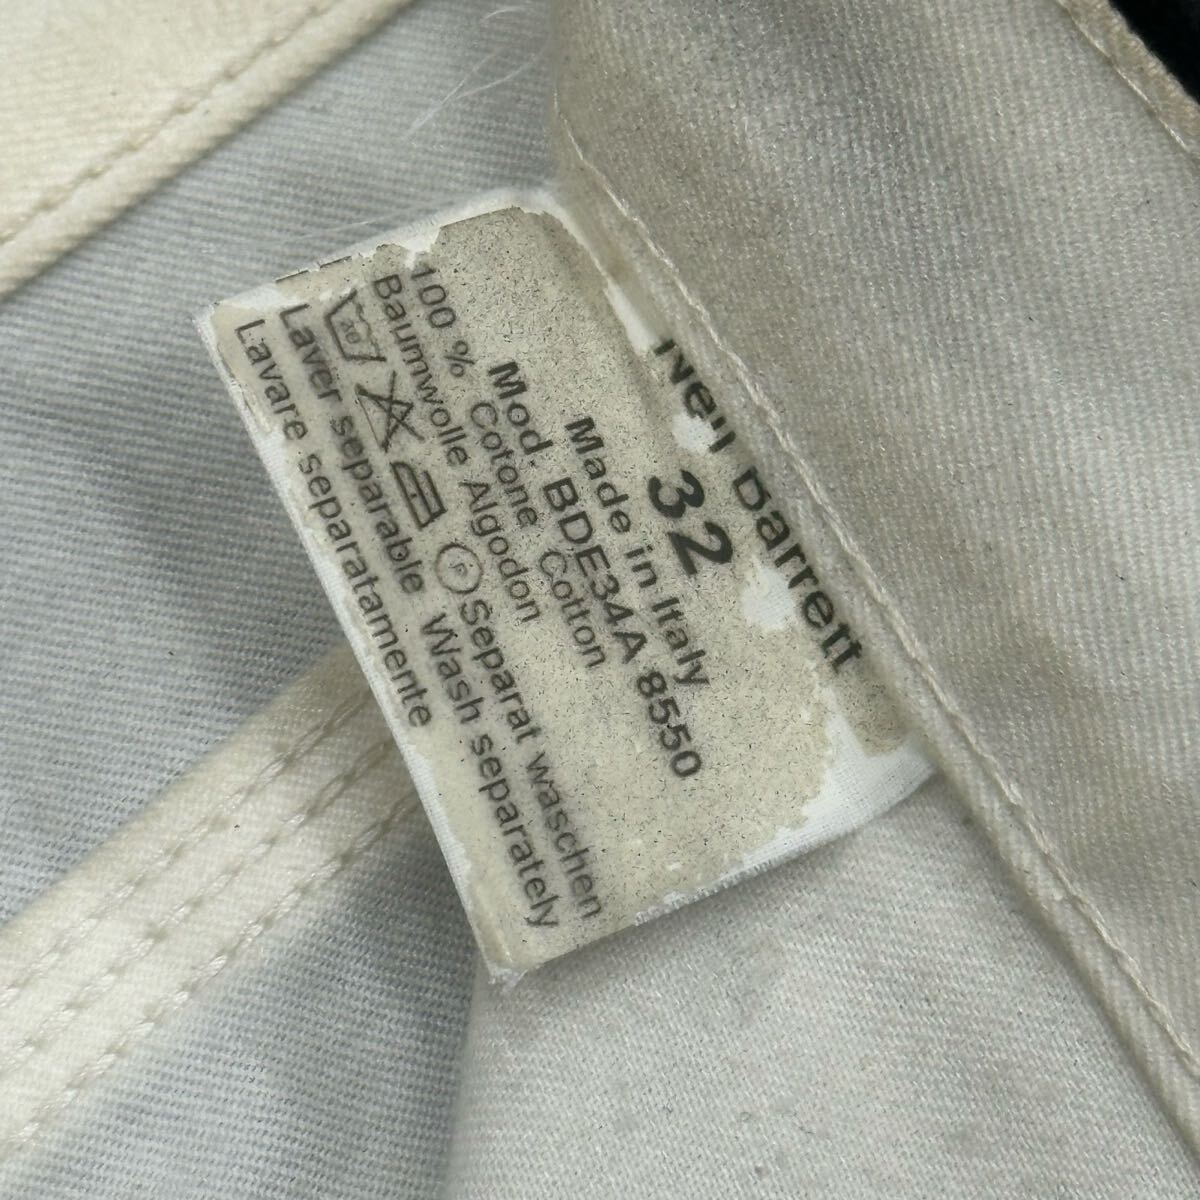 Neil Barrett
32
Made in Italy
Mod. BDE34A 8550
100 % Cotone Cotton
Baumwolle Algodon
P Separat waschen
Laver separable Wash separately
Lavare separatamente